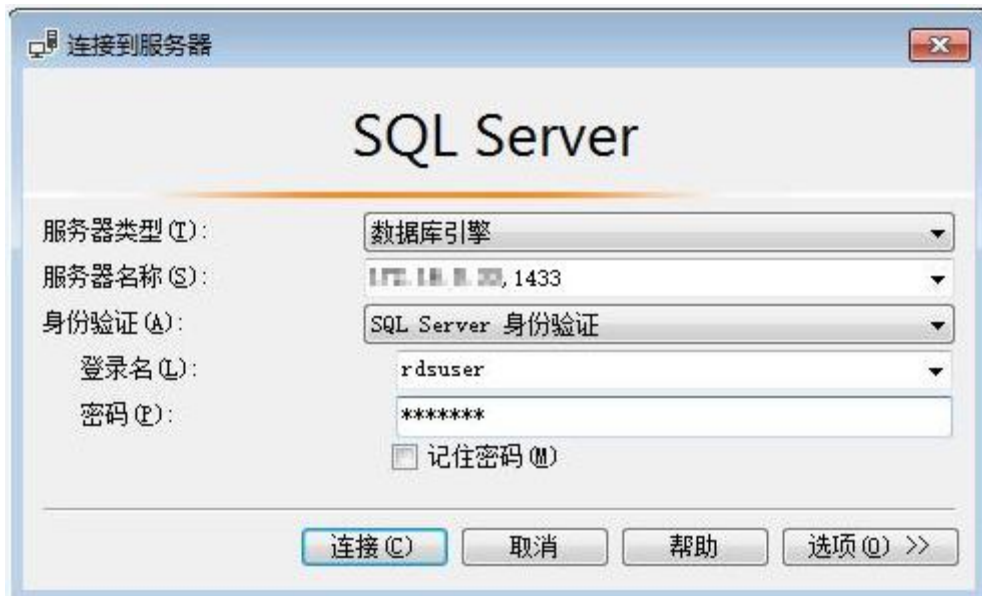 连接到服务器
SQL Server
服务器类型(T): 数据库引擎
服务器名称(S): ,1433
身份验证(A): SQL Server 身份验证
登录名(L): rdsuser
密码(P): *******
记住密码(M)
连接(C) 取消 帮助 选项(O) >>